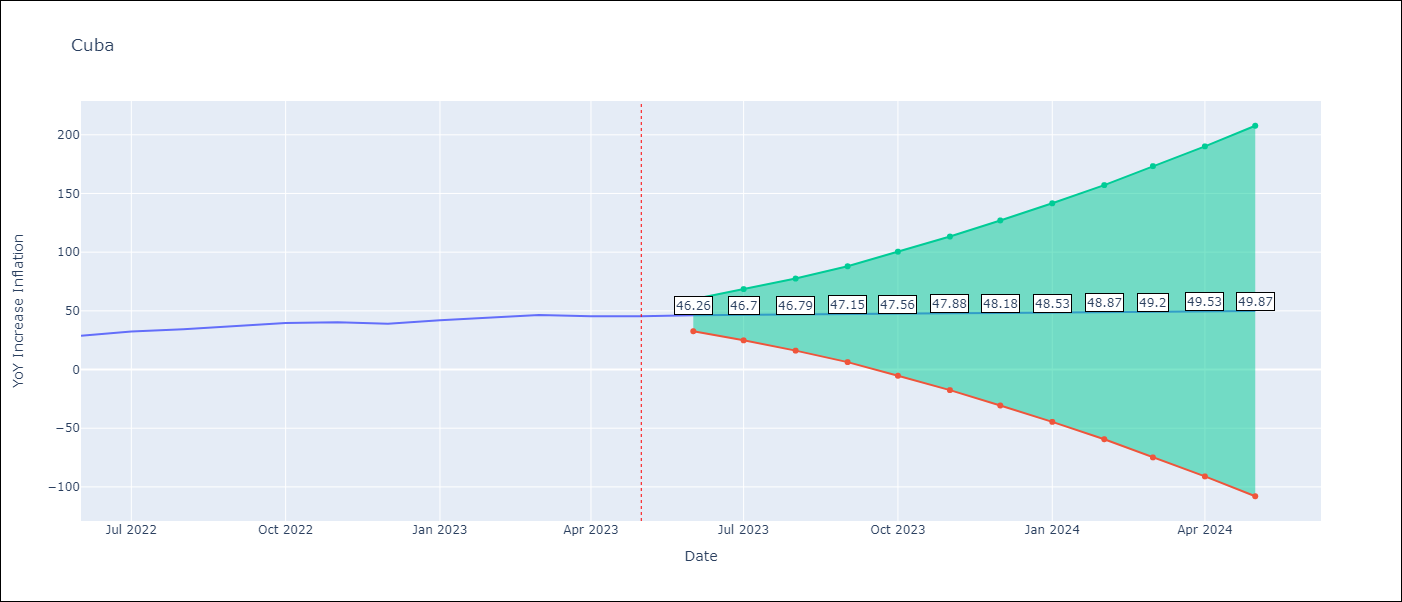 Cuba
YoY Increase Inflation
200
150
100
50
0
−50
−100
46.26 46.7 46.79 47.15 47.56 47.88 48.18 48.53 48.87 49.2 49.53 49.87
Jul 2022 Oct 2022 Jan 2023 Apr 2023 Jul 2023 Oct 2023 Jan 2024 Apr 2024
Date